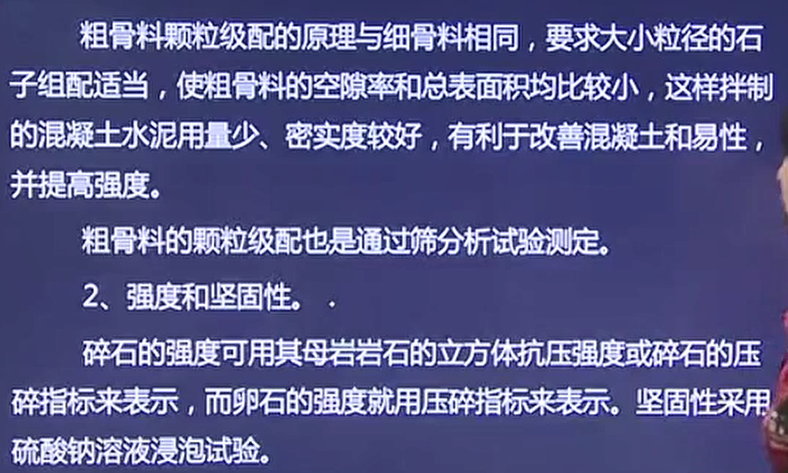 粗骨料颗粒级配的原理与细骨料相同，要求大小粒径的石
子组配适当，使粗骨料的空隙率和总表面积均比较小，这样拌制
的混凝土水泥用量少、密实度较好，有利于改善混凝土和易性，
并提高强度。
粗骨料的颗粒级配也是通过筛分析试验测定。
2、强度和坚固性。.
碎石的强度可用其母岩岩石的立方体抗压强度或碎石的压
碎指标来表示，而卵石的强度就用压碎指标来表示。坚固性采用
硫酸钠溶液浸泡试验。